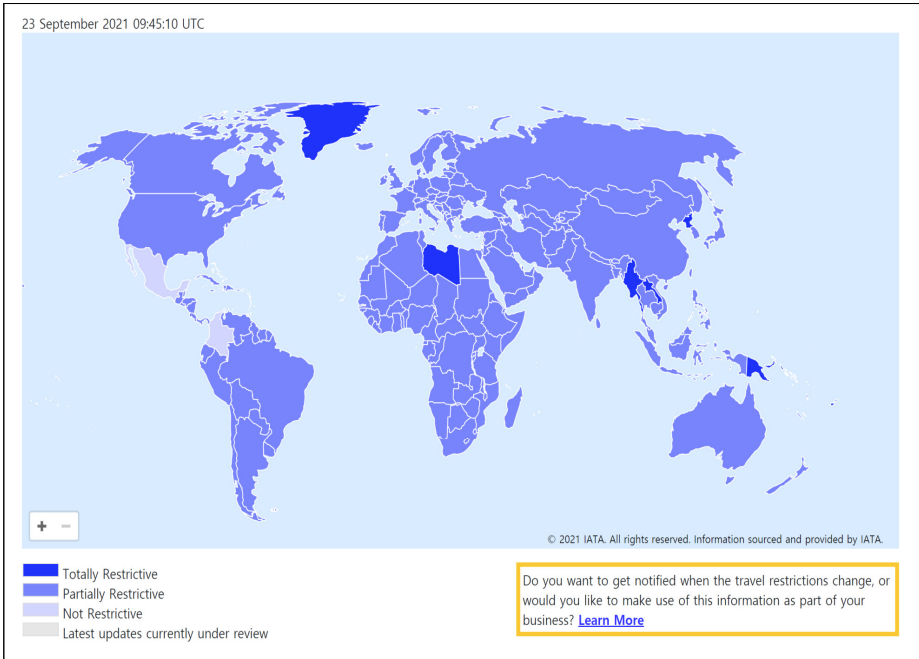 23 September 2021 09:45:10 UTC
+ −
© 2021 IATA. All rights reserved. Information sourced and provided by IATA.
Totally Restrictive
Partially Restrictive
Not Restrictive
Latest updates currently under review
Do you want to get notified when the travel restrictions change, or
would you like to make use of this information as part of your
business? Learn More